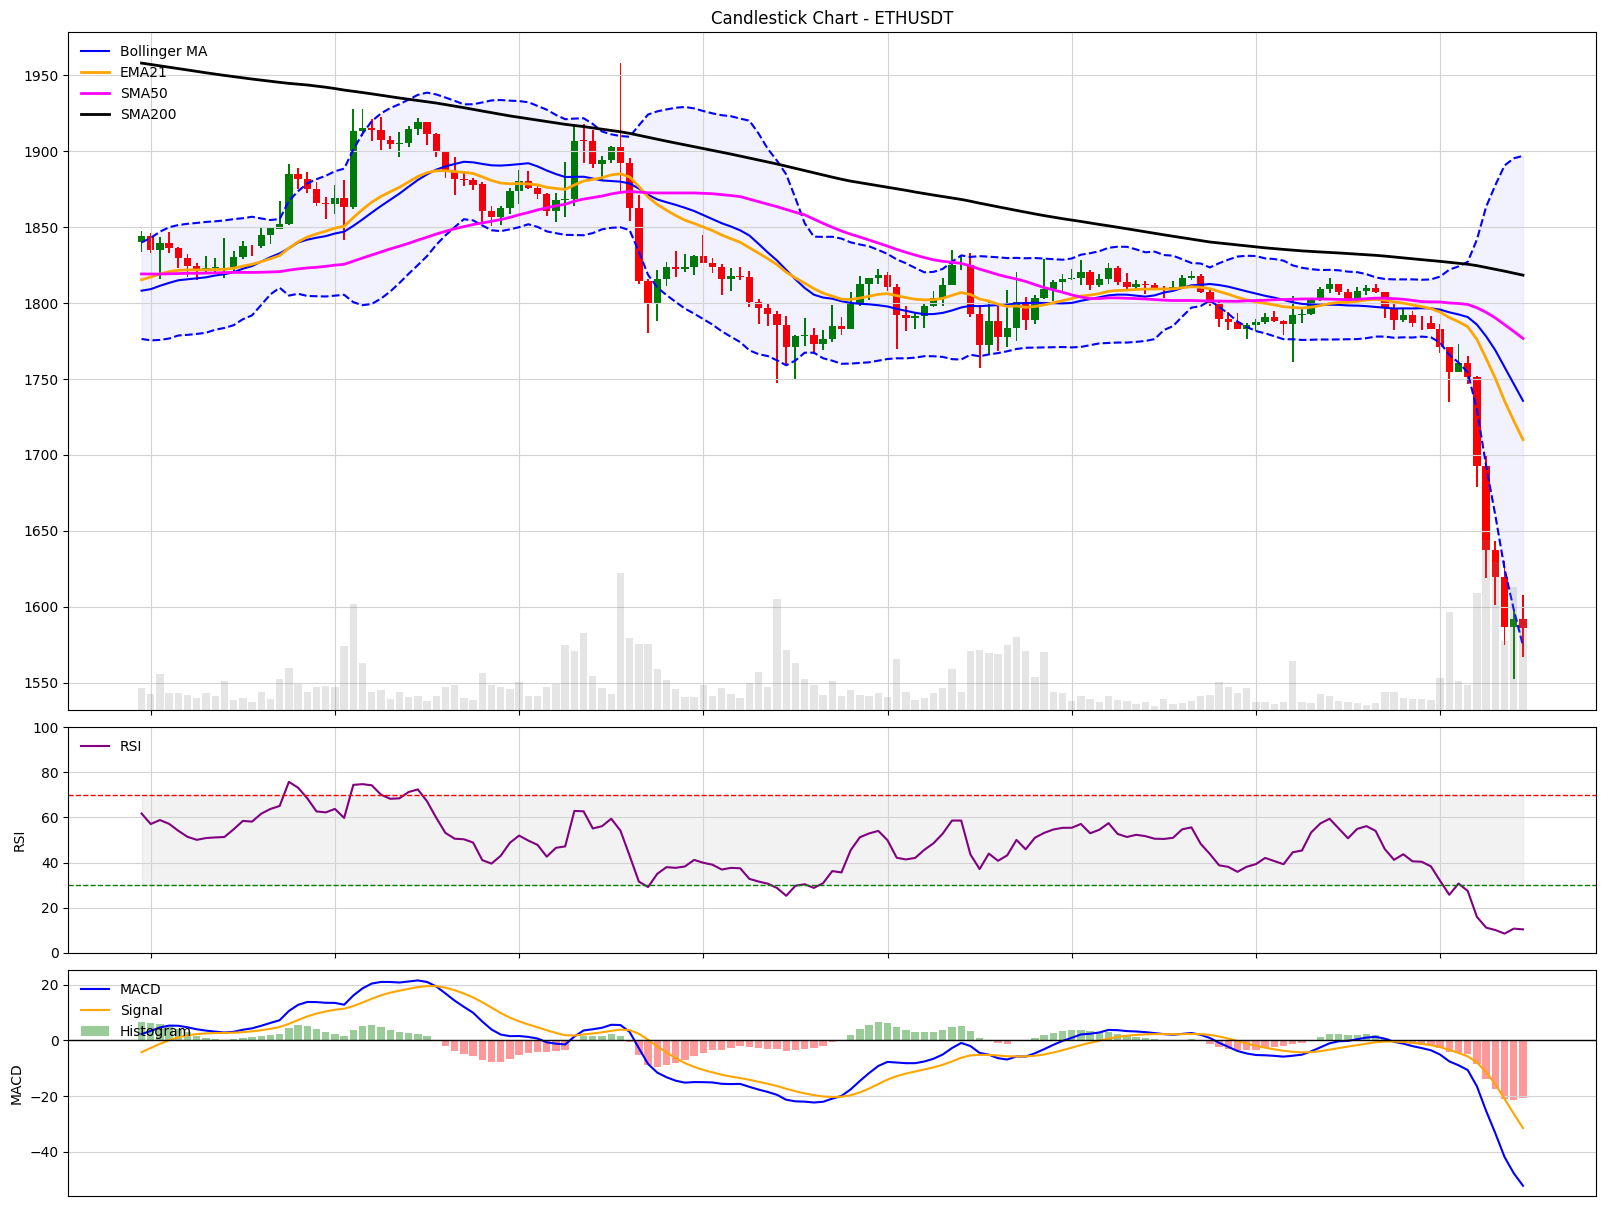 Candlestick Chart - ETHUSDT
Bollinger MA
EMA21
SMA50
SMA200
1950
1900
1850
1800
1750
1700
1650
1600
1550
RSI
RSI
100
80
60
40
20
0
MACD
Signal
Histogram
MACD
20
0
−20
−40